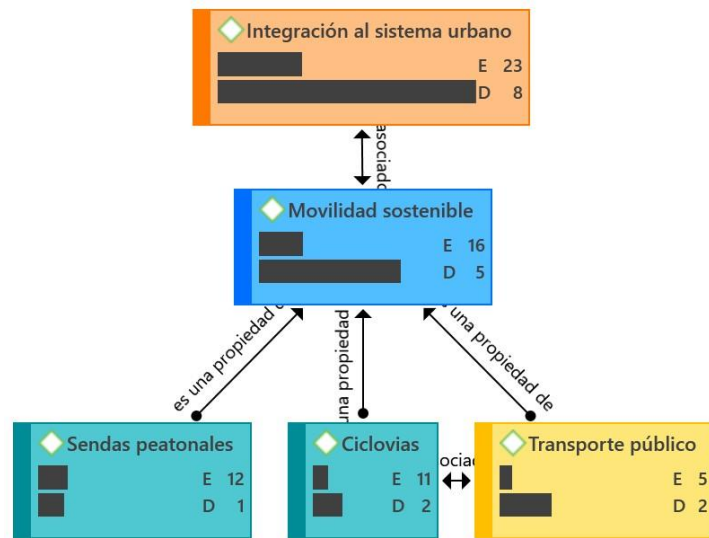 Integración al sistema urbano
E 23
D 8
asociado
Movilidad sostenible
E 16
D 5
es una propiedad
una propiedad
una propiedad de
Sendas peatonales
E 12
D 1
Ciclovias
E 11
D 2
Transporte público
E 5
D 2